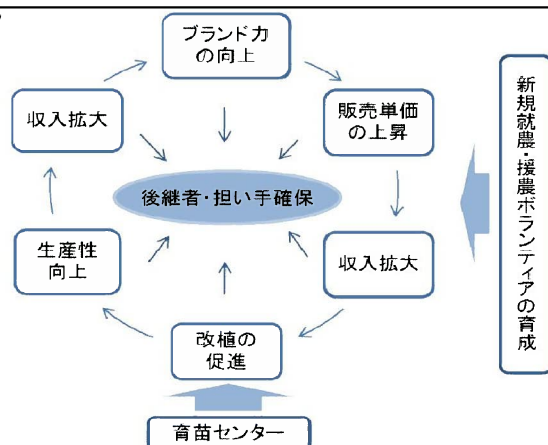 ブランド力
の向上
販売単価
の上昇
収入拡大
改植の
促進
生産性
向上
収入拡大
後継者・担い手確保
育苗センター
新規就農・援農ボランティアの育成